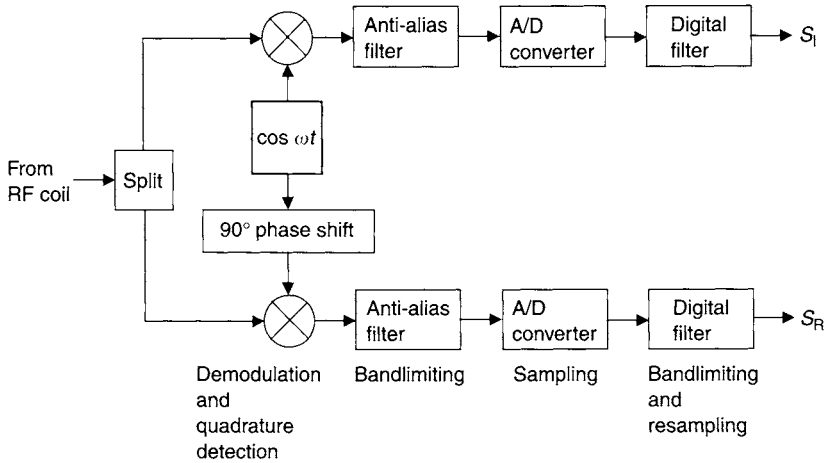 Anti-alias
filter
A/D
converter
Digital
filter
S_I
cos ωt
From
RF coil
Split
90° phase shift
Anti-alias
filter
A/D
converter
Digital
filter
S_R
Demodulation
and
quadrature
detection
Bandlimiting
Sampling
Bandlimiting
and
resampling